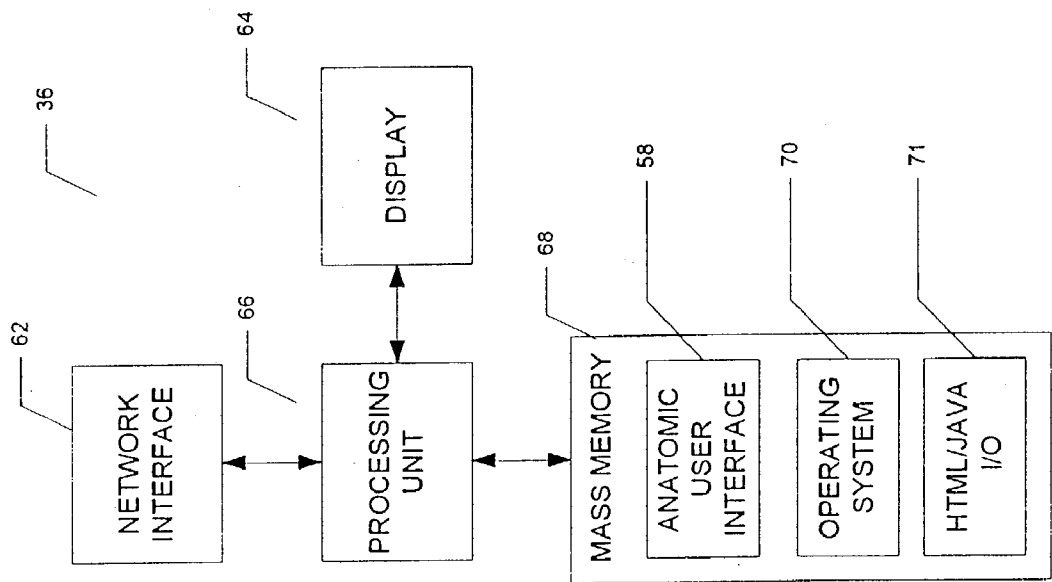 36
62
NETWORK
INTERFACE
66
PROCESSING
UNIT
64
DISPLAY
68
MASS MEMORY
58
ANATOMIC
USER
INTERFACE
70
OPERATING
SYSTEM
71
HTML/JAVA
I/O